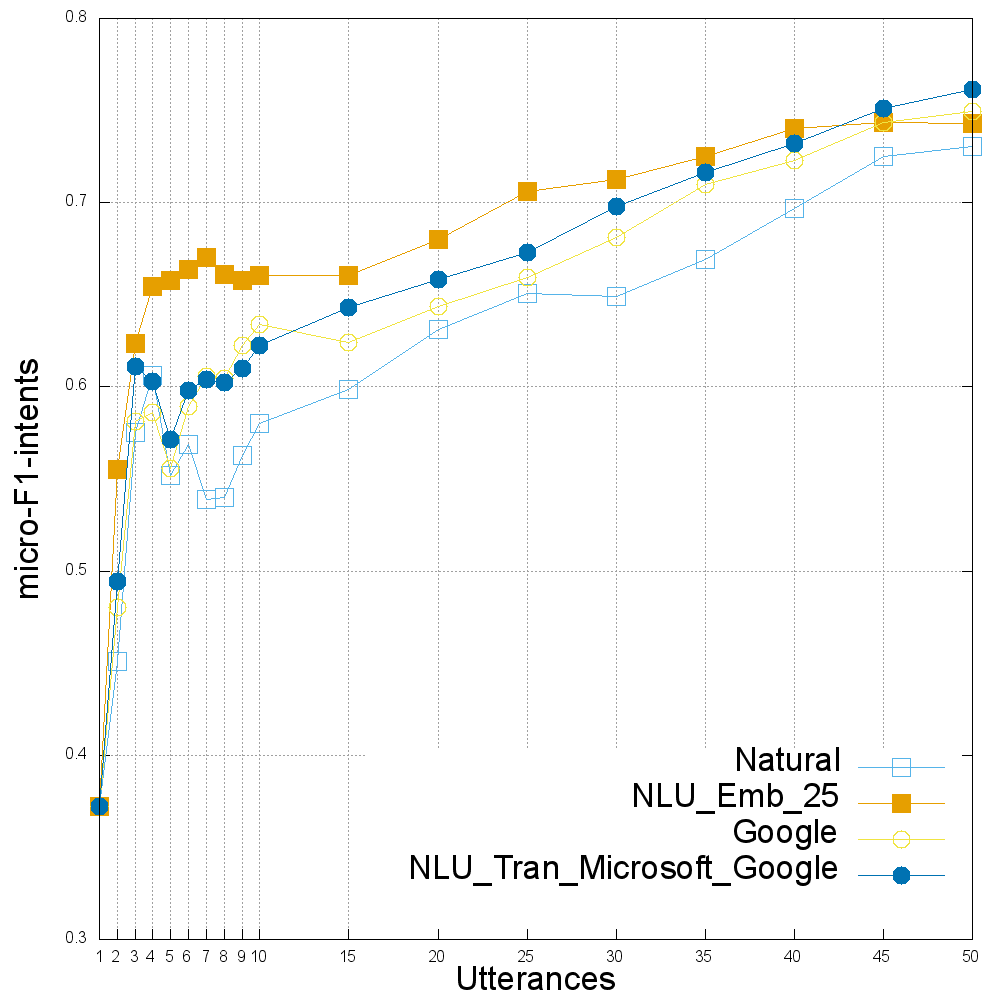 0.8
0.7
0.6
0.5
0.4
0.3
micro-F1-intents
Natural
NLU_Emb_25
Google
NLU_Tran_Microsoft_Google
1 2 3 4 5 6 7 8 9 10 15 20 25 30 35 40 45 50
Utterances